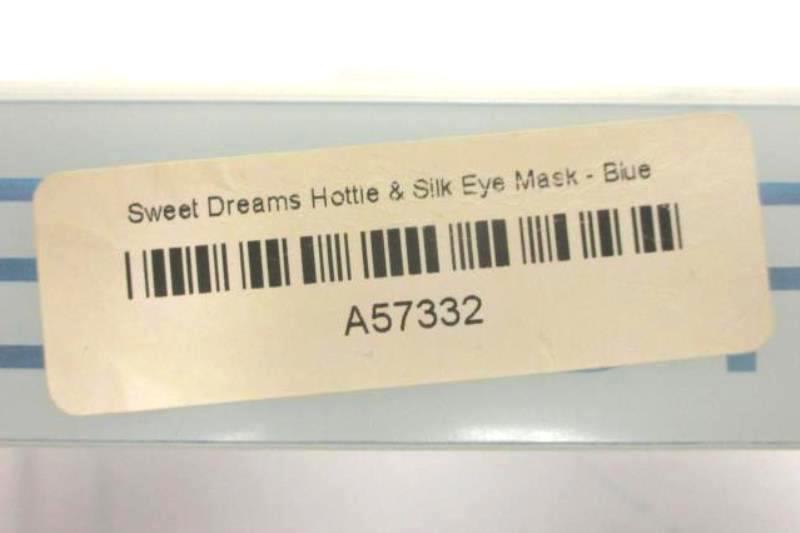 Sweet Dreams Hottie & Silk Eye Mask - Blue
A57332